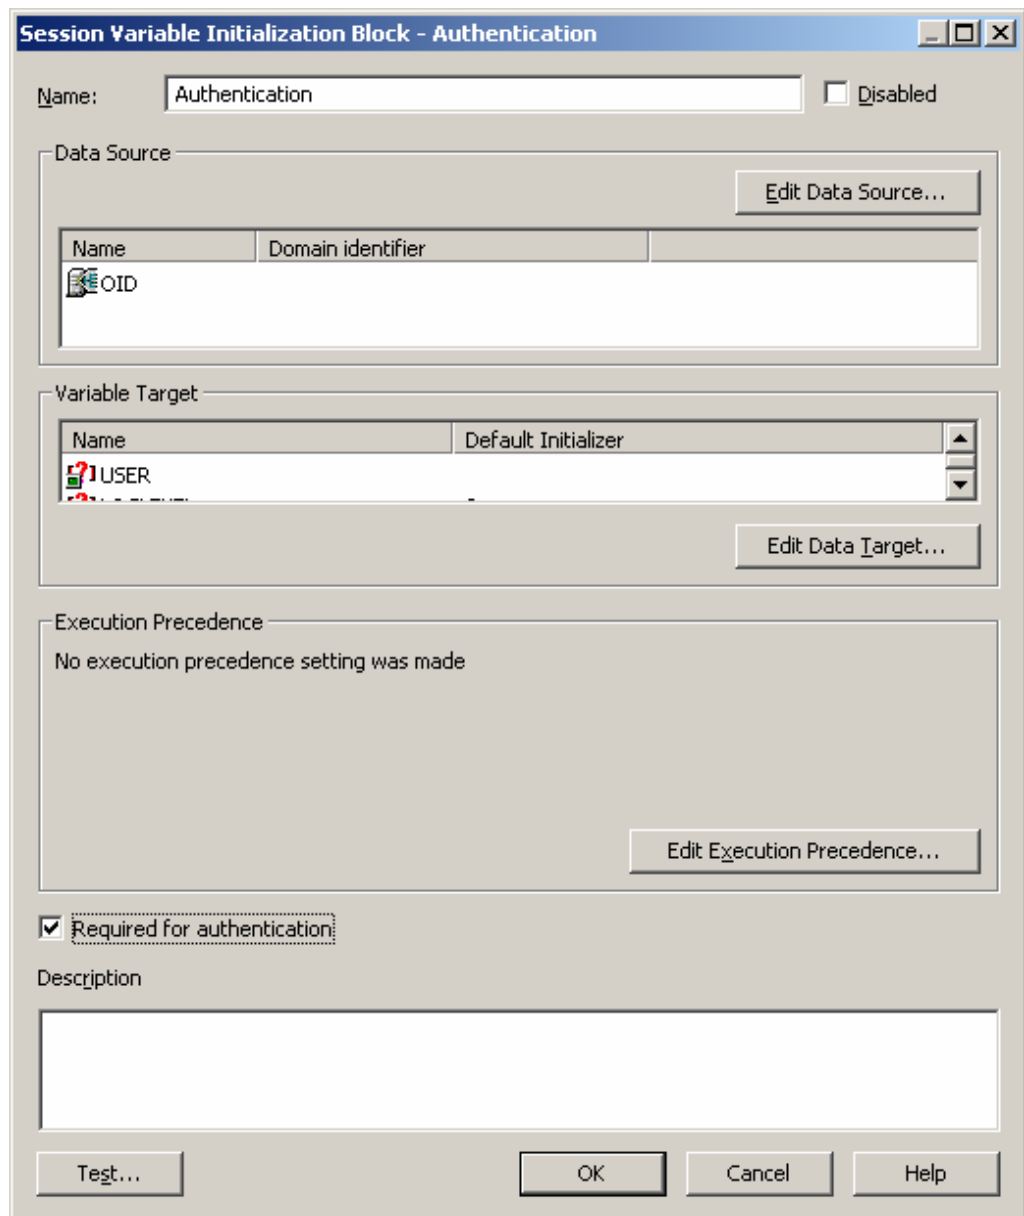 Session Variable Initialization Block - Authentication
Name: Authentication Disabled
Data Source
Edit Data Source...
Name Domain identifier
OID
Variable Target
Name Default Initializer
USER
Edit Data Target...
Execution Precedence
No execution precedence setting was made
Edit Execution Precedence...
Required for authentication
Description
Test... OK Cancel Help